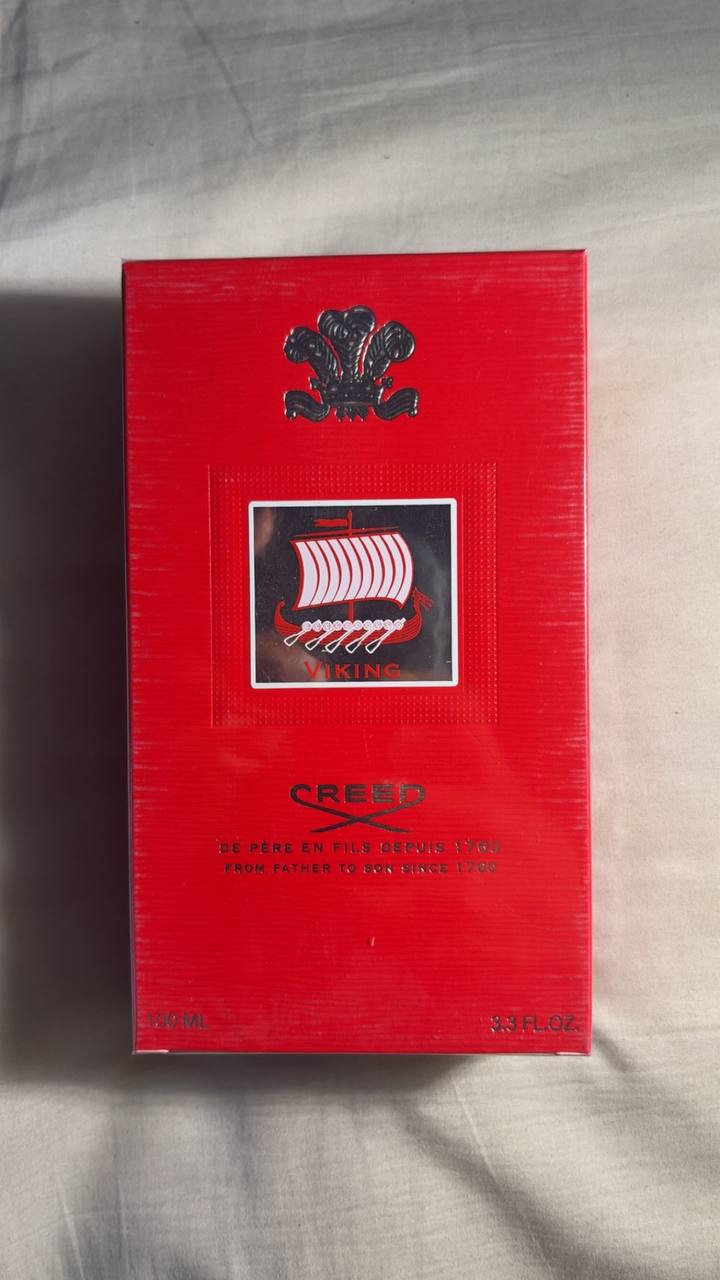 VIKING
CREED
DE PÈRE EN FILS DEPUIS 1760
FROM FATHER TO SON SINCE 1760
100 ML
3.3 FL.OZ.